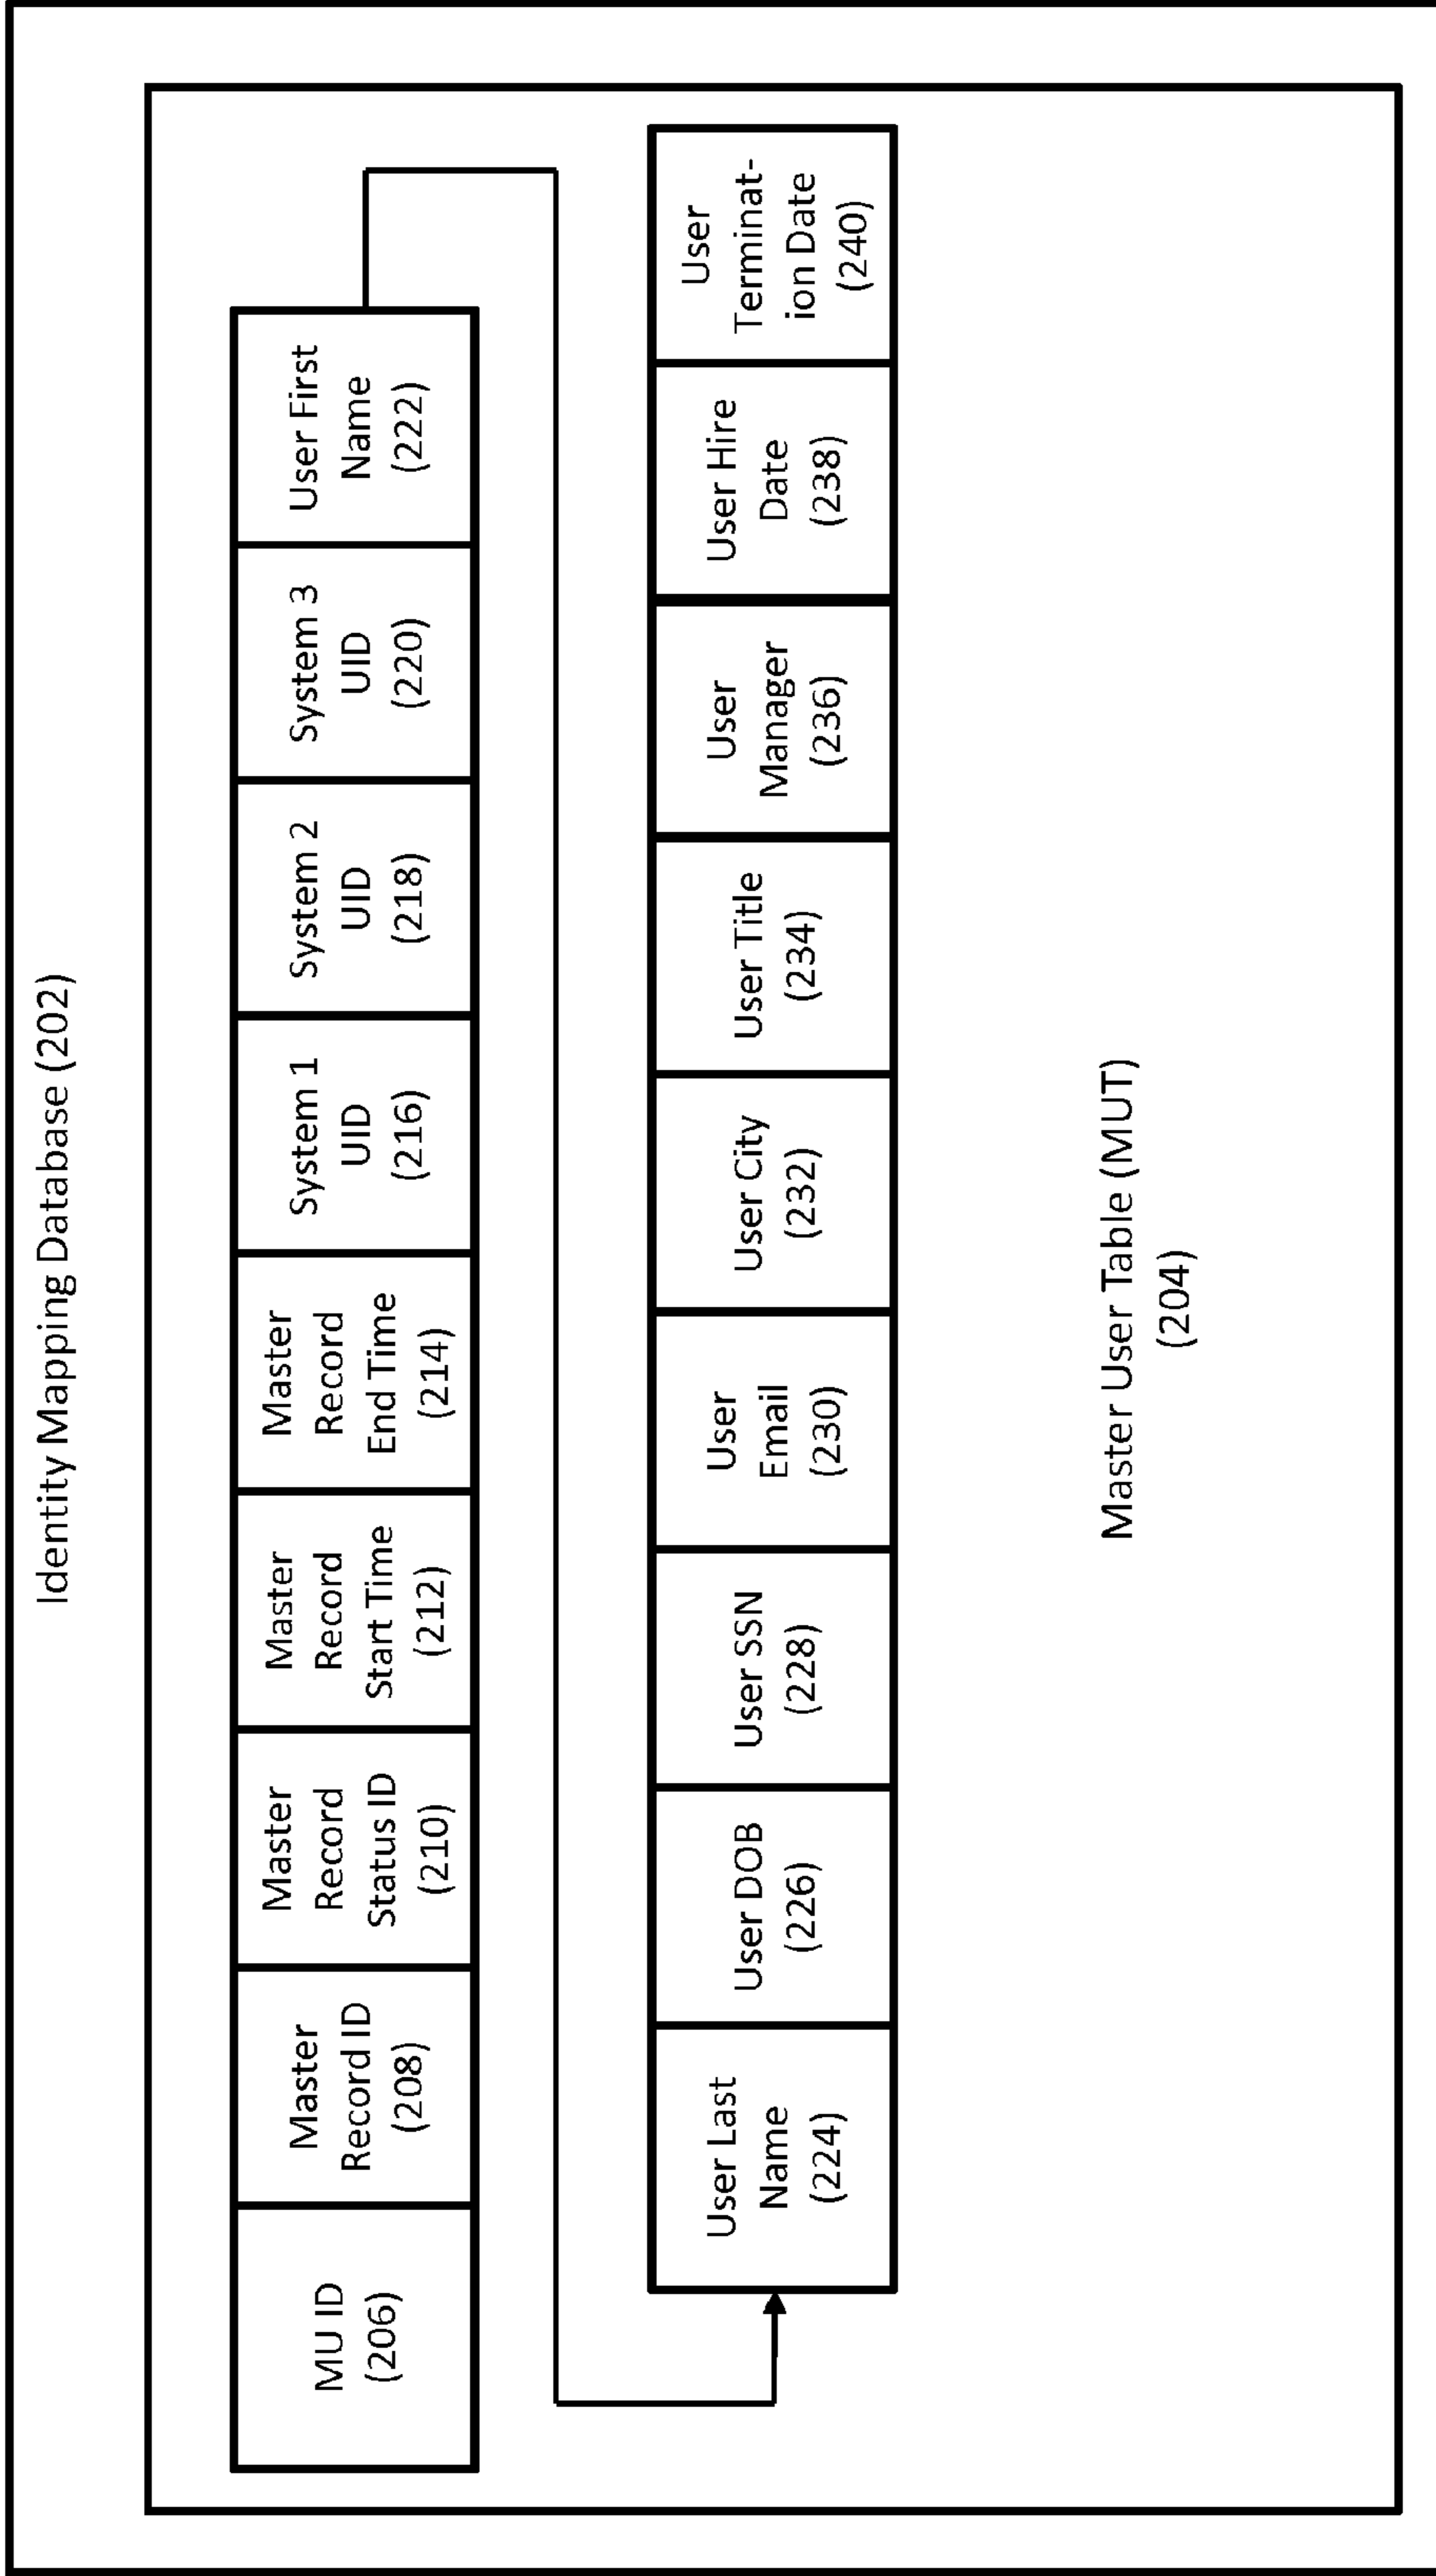 Identity Mapping Database (202)
MU ID
(206)
Master
Record ID
(208)
Master
Record
Status ID
(210)
Master
Record
Start Time
(212)
Master
Record
End Time
(214)
System 1
UID
(216)
System 2
UID
(218)
System 3
UID
(220)
User First
Name
(222)
User Last
Name
(224)
User DOB
(226)
User SSN
(228)
User
Email
(230)
User City
(232)
User Title
(234)
User
Manager
(236)
User Hire
Date
(238)
User
Terminat-
ion Date
(240)
Master User Table (MUT)
(204)